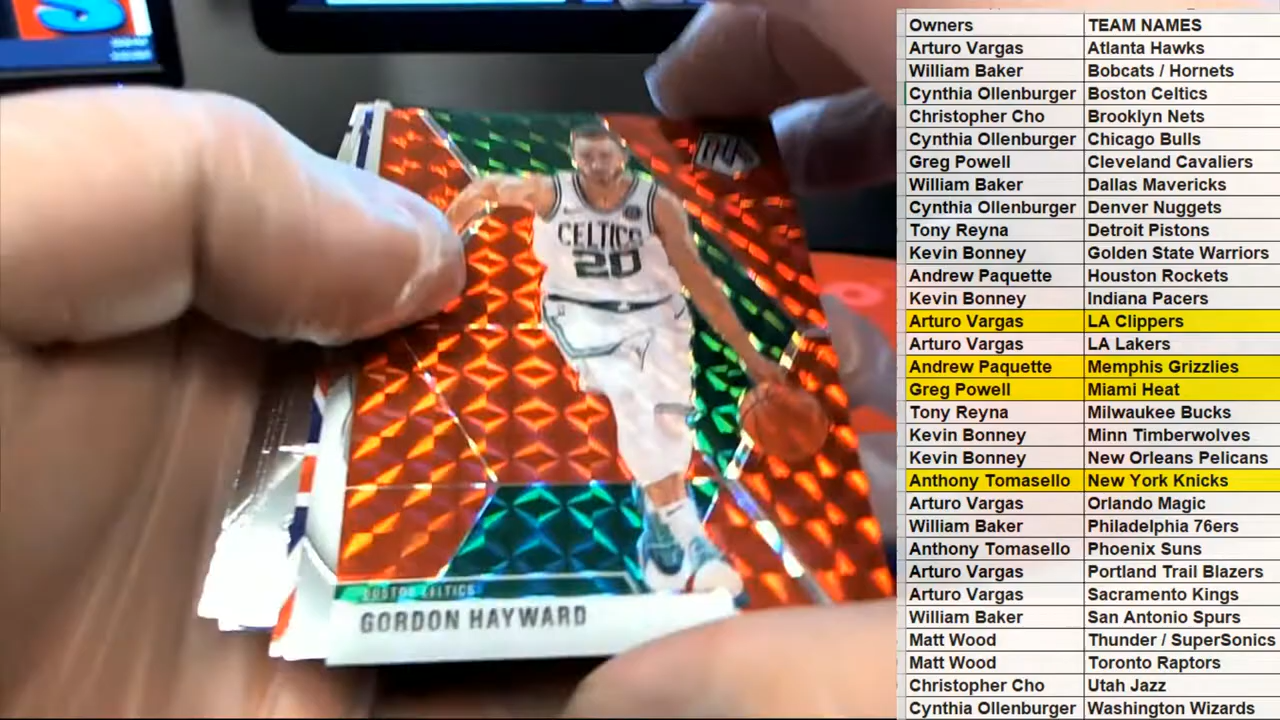 CELTICS
20
BOSTON CELTICS
GORDON HAYWARD
Owners TEAM NAMES
Arturo Vargas Atlanta Hawks
William Baker Bobcats / Hornets
Cynthia Ollenburger Boston Celtics
Christopher Cho Brooklyn Nets
Cynthia Ollenburger Chicago Bulls
Greg Powell Cleveland Cavaliers
William Baker Dallas Mavericks
Cynthia Ollenburger Denver Nuggets
Tony Reyna Detroit Pistons
Kevin Bonney Golden State Warriors
Andrew Paquette Houston Rockets
Kevin Bonney Indiana Pacers
Arturo Vargas LA Clippers
Arturo Vargas LA Lakers
Andrew Paquette Memphis Grizzlies
Greg Powell Miami Heat
Tony Reyna Milwaukee Bucks
Kevin Bonney Minn Timberwolves
Kevin Bonney New Orleans Pelicans
Anthony Tomasello New York Knicks
Arturo Vargas Orlando Magic
William Baker Philadelphia 76ers
Anthony Tomasello Phoenix Suns
Arturo Vargas Portland Trail Blazers
Arturo Vargas Sacramento Kings
William Baker San Antonio Spurs
Matt Wood Thunder / SuperSonics
Matt Wood Toronto Raptors
Christopher Cho Utah Jazz
Cynthia Ollenburger Washington Wizards